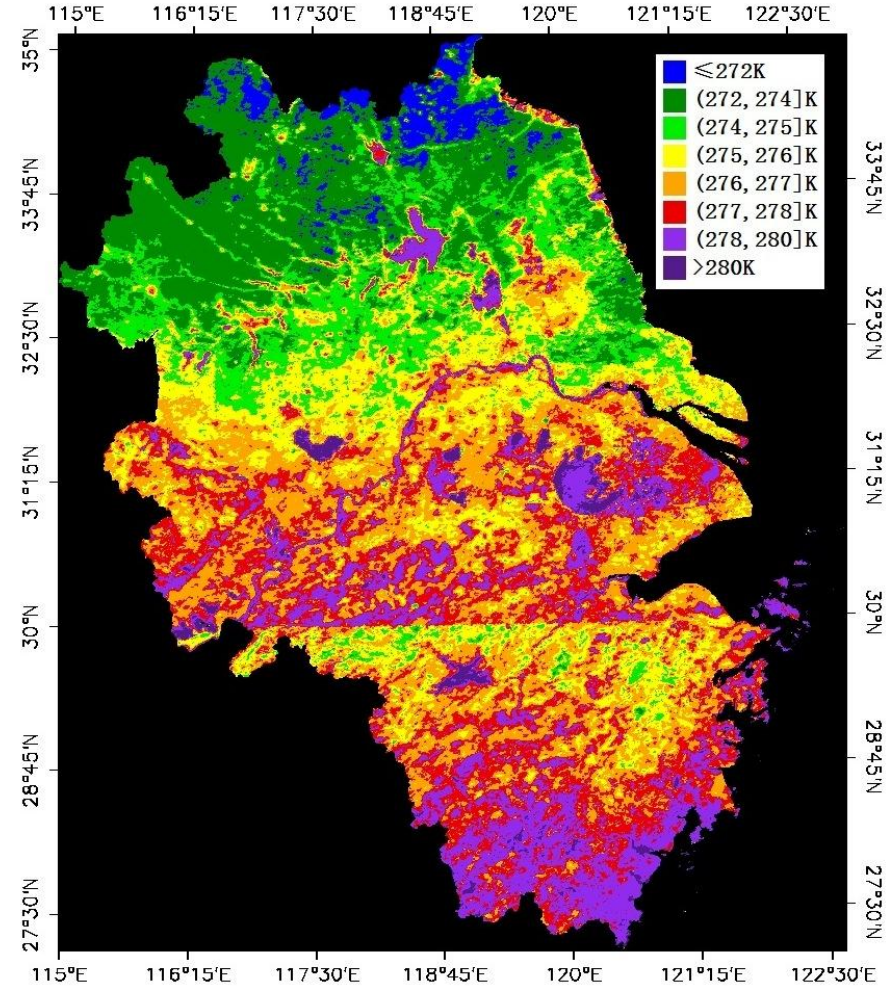 115°E 116°15′E 117°30′E 118°45′E 120°E 121°15′E 122°30′E
≤272K
(272,274]K
(274,275]K
(275,276]K
(276,277]K
(277,278]K
(278,280]K
>280K
35°N
33°45′N
32°30′N
31°15′N
30°N
28°45′N
27°30′N
33°45′N
32°30′N
31°15′N
30°N
28°45′N
27°30′N
115°E 116°15′E 117°30′E 118°45′E 120°E 121°15′E 122°30′E